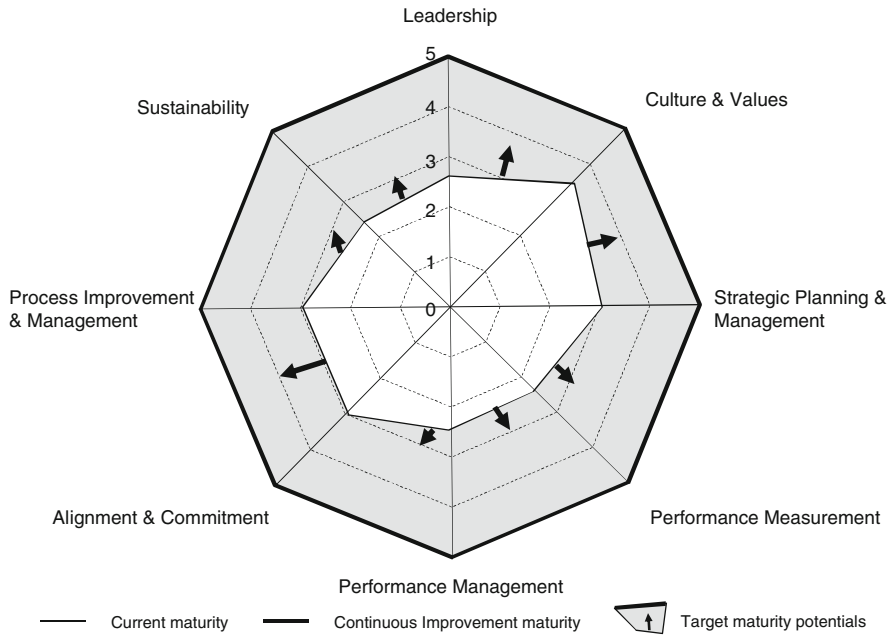 Leadership
5
Sustainability
Culture & Values
4
3
2
1
0
Process Improvement
& Management
Strategic Planning &
Management
Alignment & Commitment
Performance Measurement
Performance Management
Current maturity
Continuous Improvement maturity
Target maturity potentials